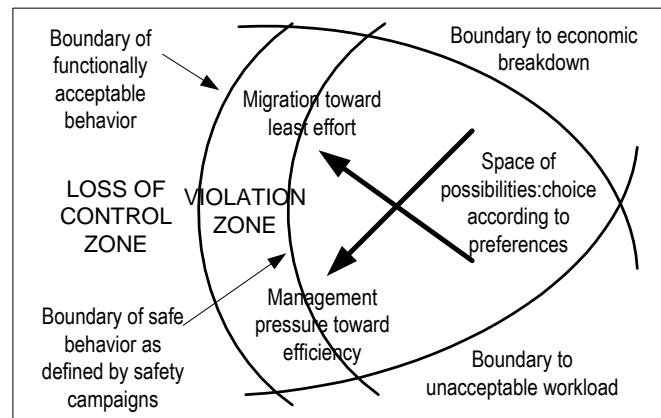 Boundary of
functionally
acceptable
behavior
Boundary to economic
breakdown
Migration toward
least effort
LOSS OF
CONTROL
ZONE
VIOLATION
ZONE
Space of
possibilities:choice
according to
preferences
Boundary of safe
behavior as
defined by safety
campaigns
Management
pressure toward
efficiency
Boundary to
unacceptable workload